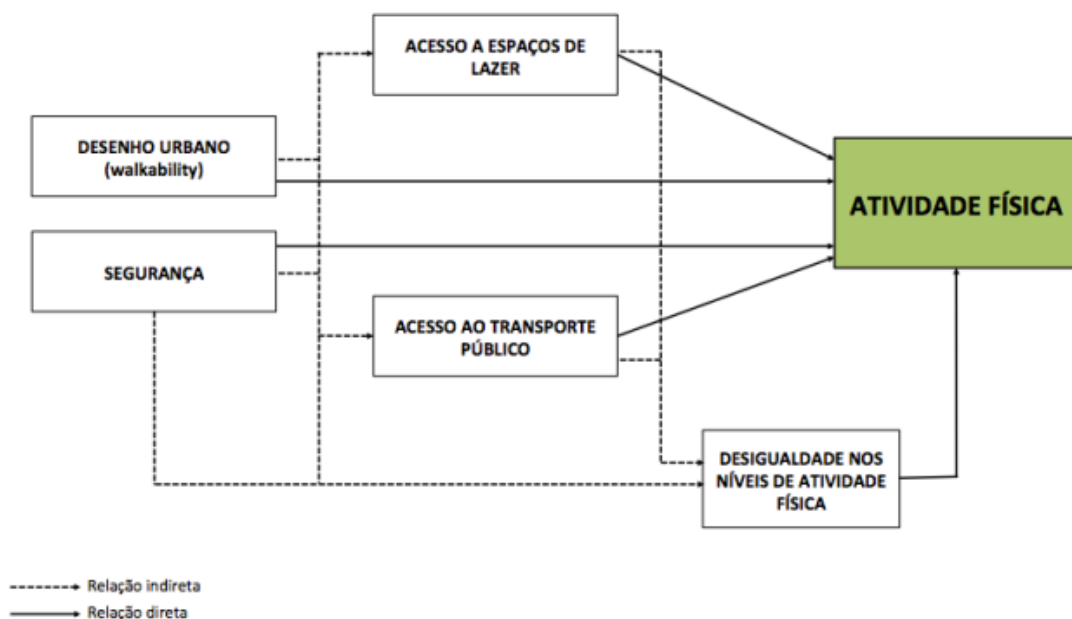 ACESSO A ESPAÇOS DE
LAZER
DESENHO URBANO
(walkability)
ATIVIDADE FÍSICA
SEGURANÇA
ACESSO AO TRANSPORTE
PÚBLICO
DESIGUALDADE NOS
NÍVEIS DE ATIVIDADE
FÍSICA
Relação indireta
Relação direta